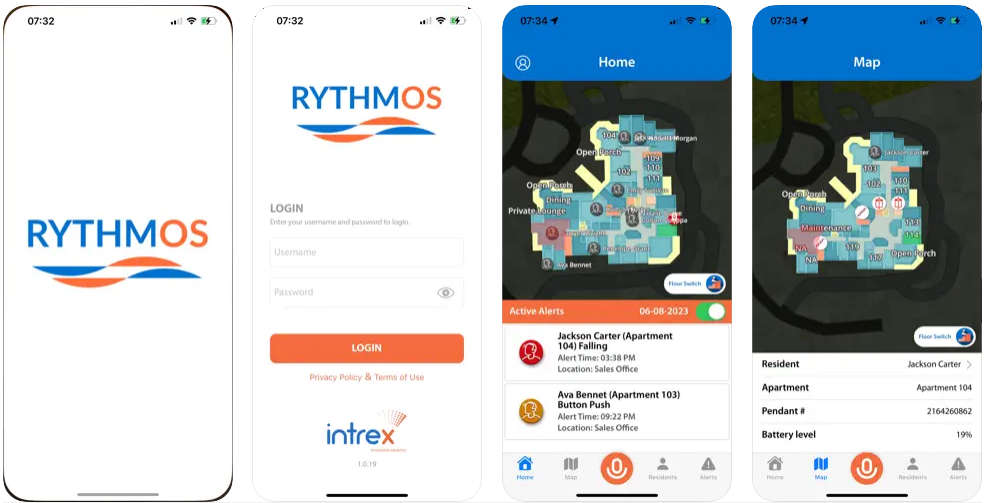 07:32
RYTHMOS
07:32
RYTHMOS
LOGIN
Enter your username and password to login.
Username
Password
LOGIN
Privacy Policy & Terms of Use
intrex
1.0.19
07:34
Home
104
Morgan
Open Porch
109
110
102
111
Open Porch
Dining
Private Lounge
Ava Bennet
Floor Switch
Active Alerts
06-08-2023
Jackson Carter (Apartment
104) Falling
Alert Time: 03:38 PM
Location: Sales Office
Ava Bennet (Apartment 103)
Button Push
Alert Time: 09:22 PM
Location: Sales Office
Home
Map
Residents
Alerts
07:34
Map
Jackson Carter
103
102
110
111
Open Porch
Dining
113
114
Maintenance
NA
NA
119
117
Open Porch
Floor Switch
Resident
Jackson Carter
Apartment
Apartment 104
Pendant #
2164260862
Battery level
19%
Home
Map
Residents
Alerts